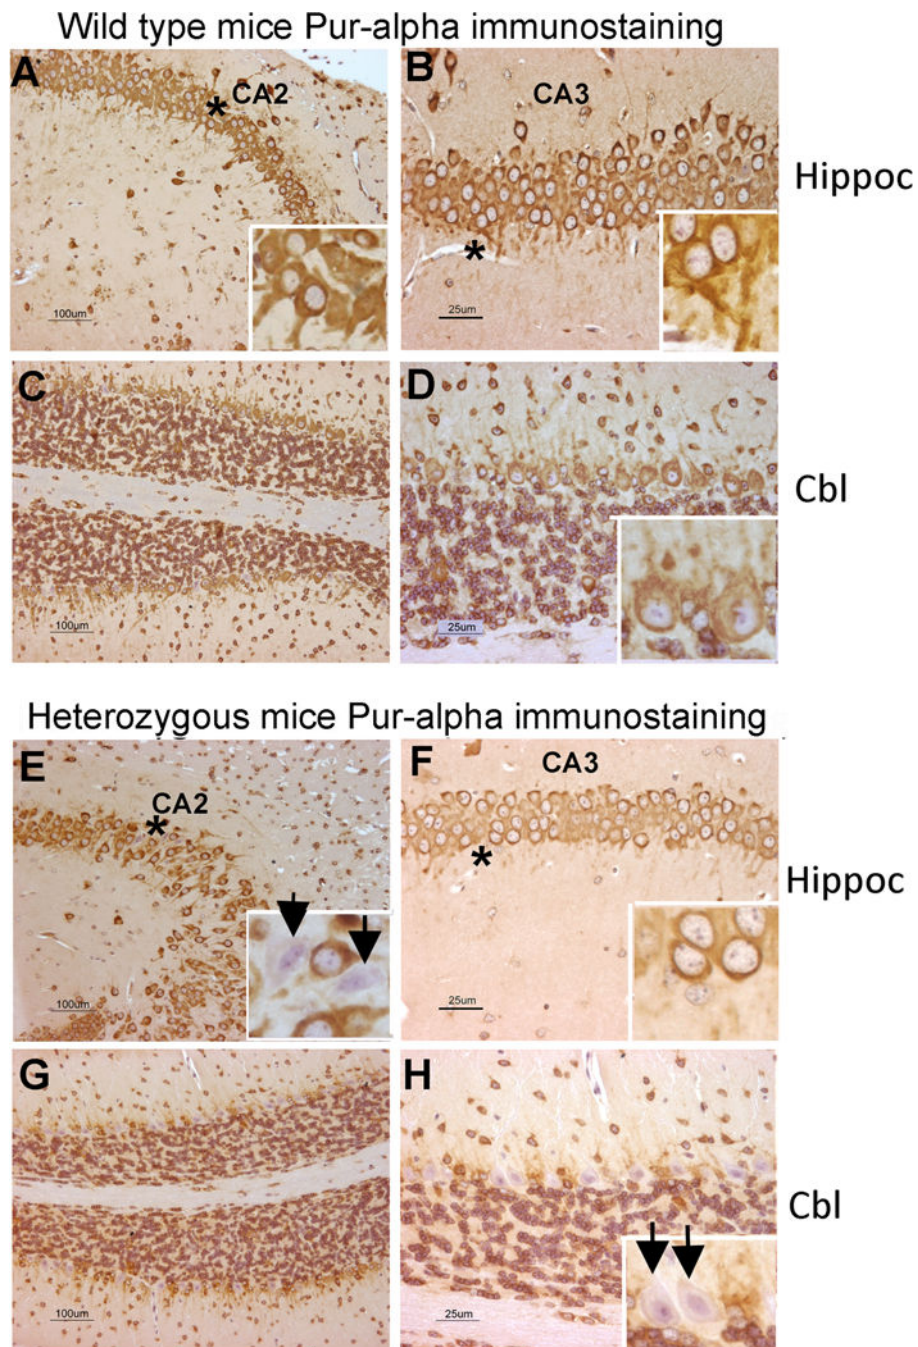 Wild type mice Pur-alpha immunostaining
A
*
CA2
100um
B
CA3
*
25um
Hippoc
C
100µm
D
25um
Cbl
Heterozygous mice Pur-alpha immunostaining
E
CA2
*
100um
F
CA3
*
25um
Hippoc
G
100um
H
25um
Cbl